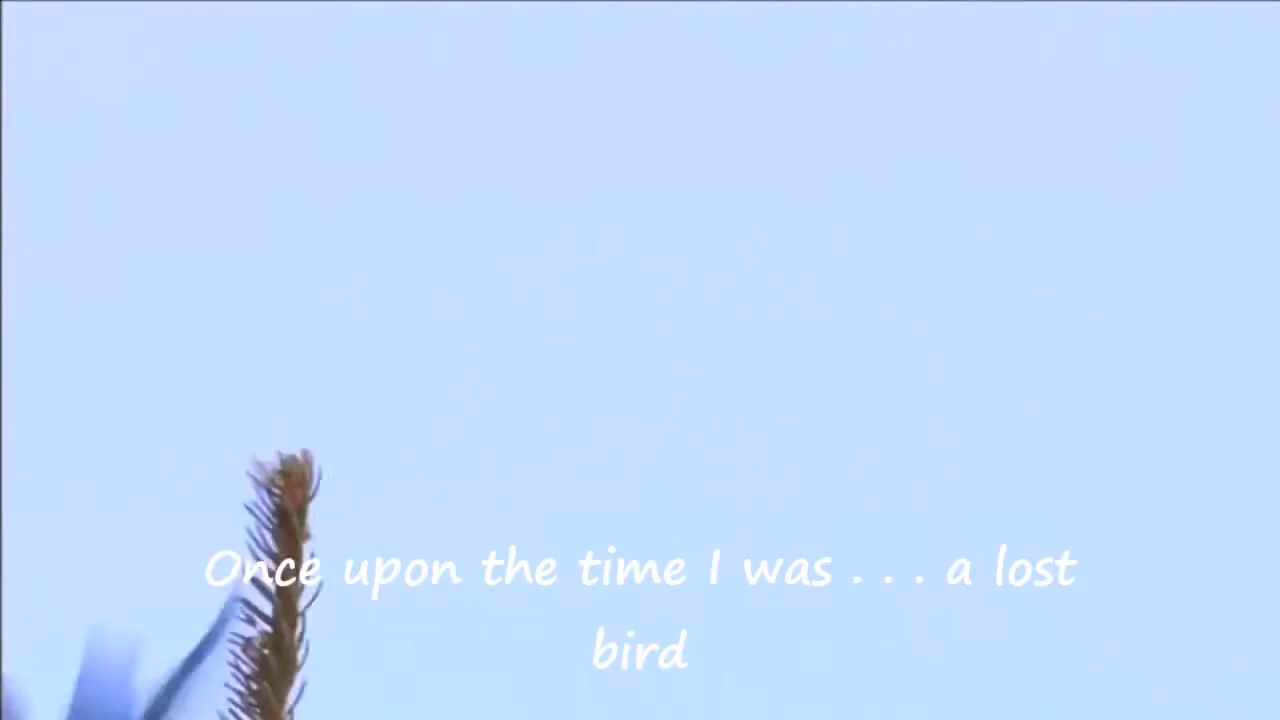 Once upon the time I was . . . a lost
bird